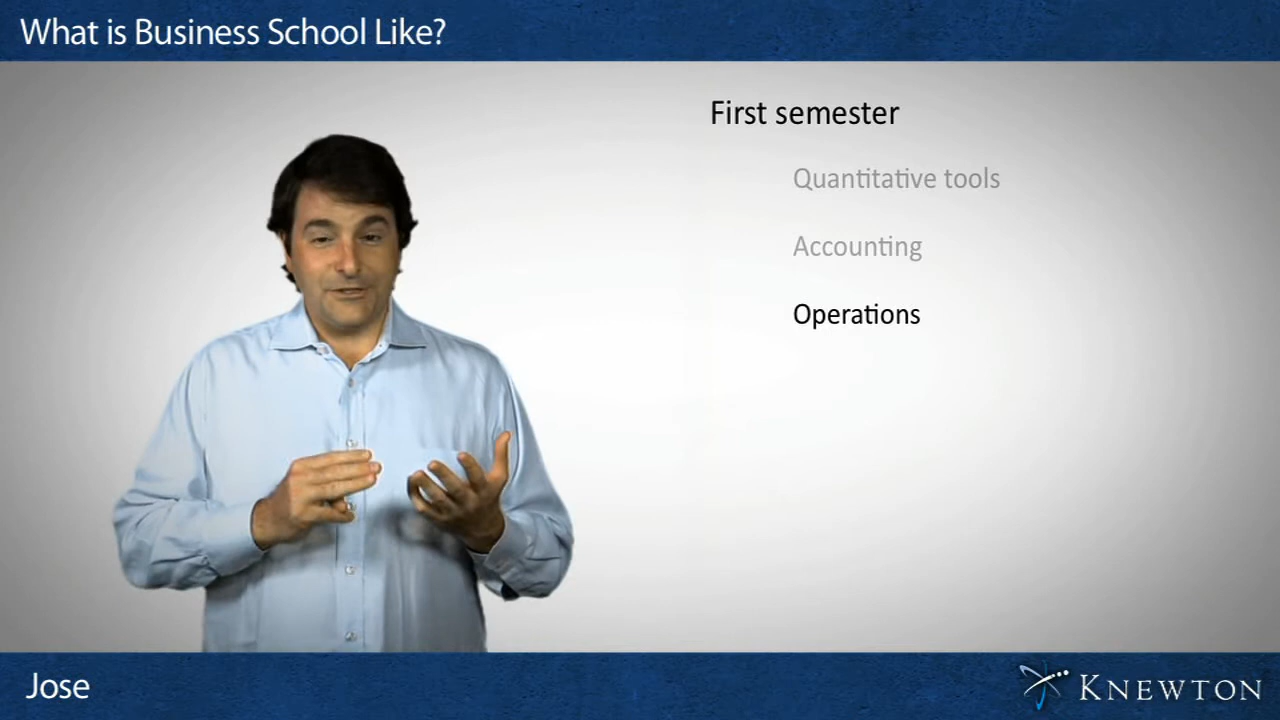 What is Business School Like?
First semester
Quantitative tools
Accounting
Operations
Jose
KNEWTON